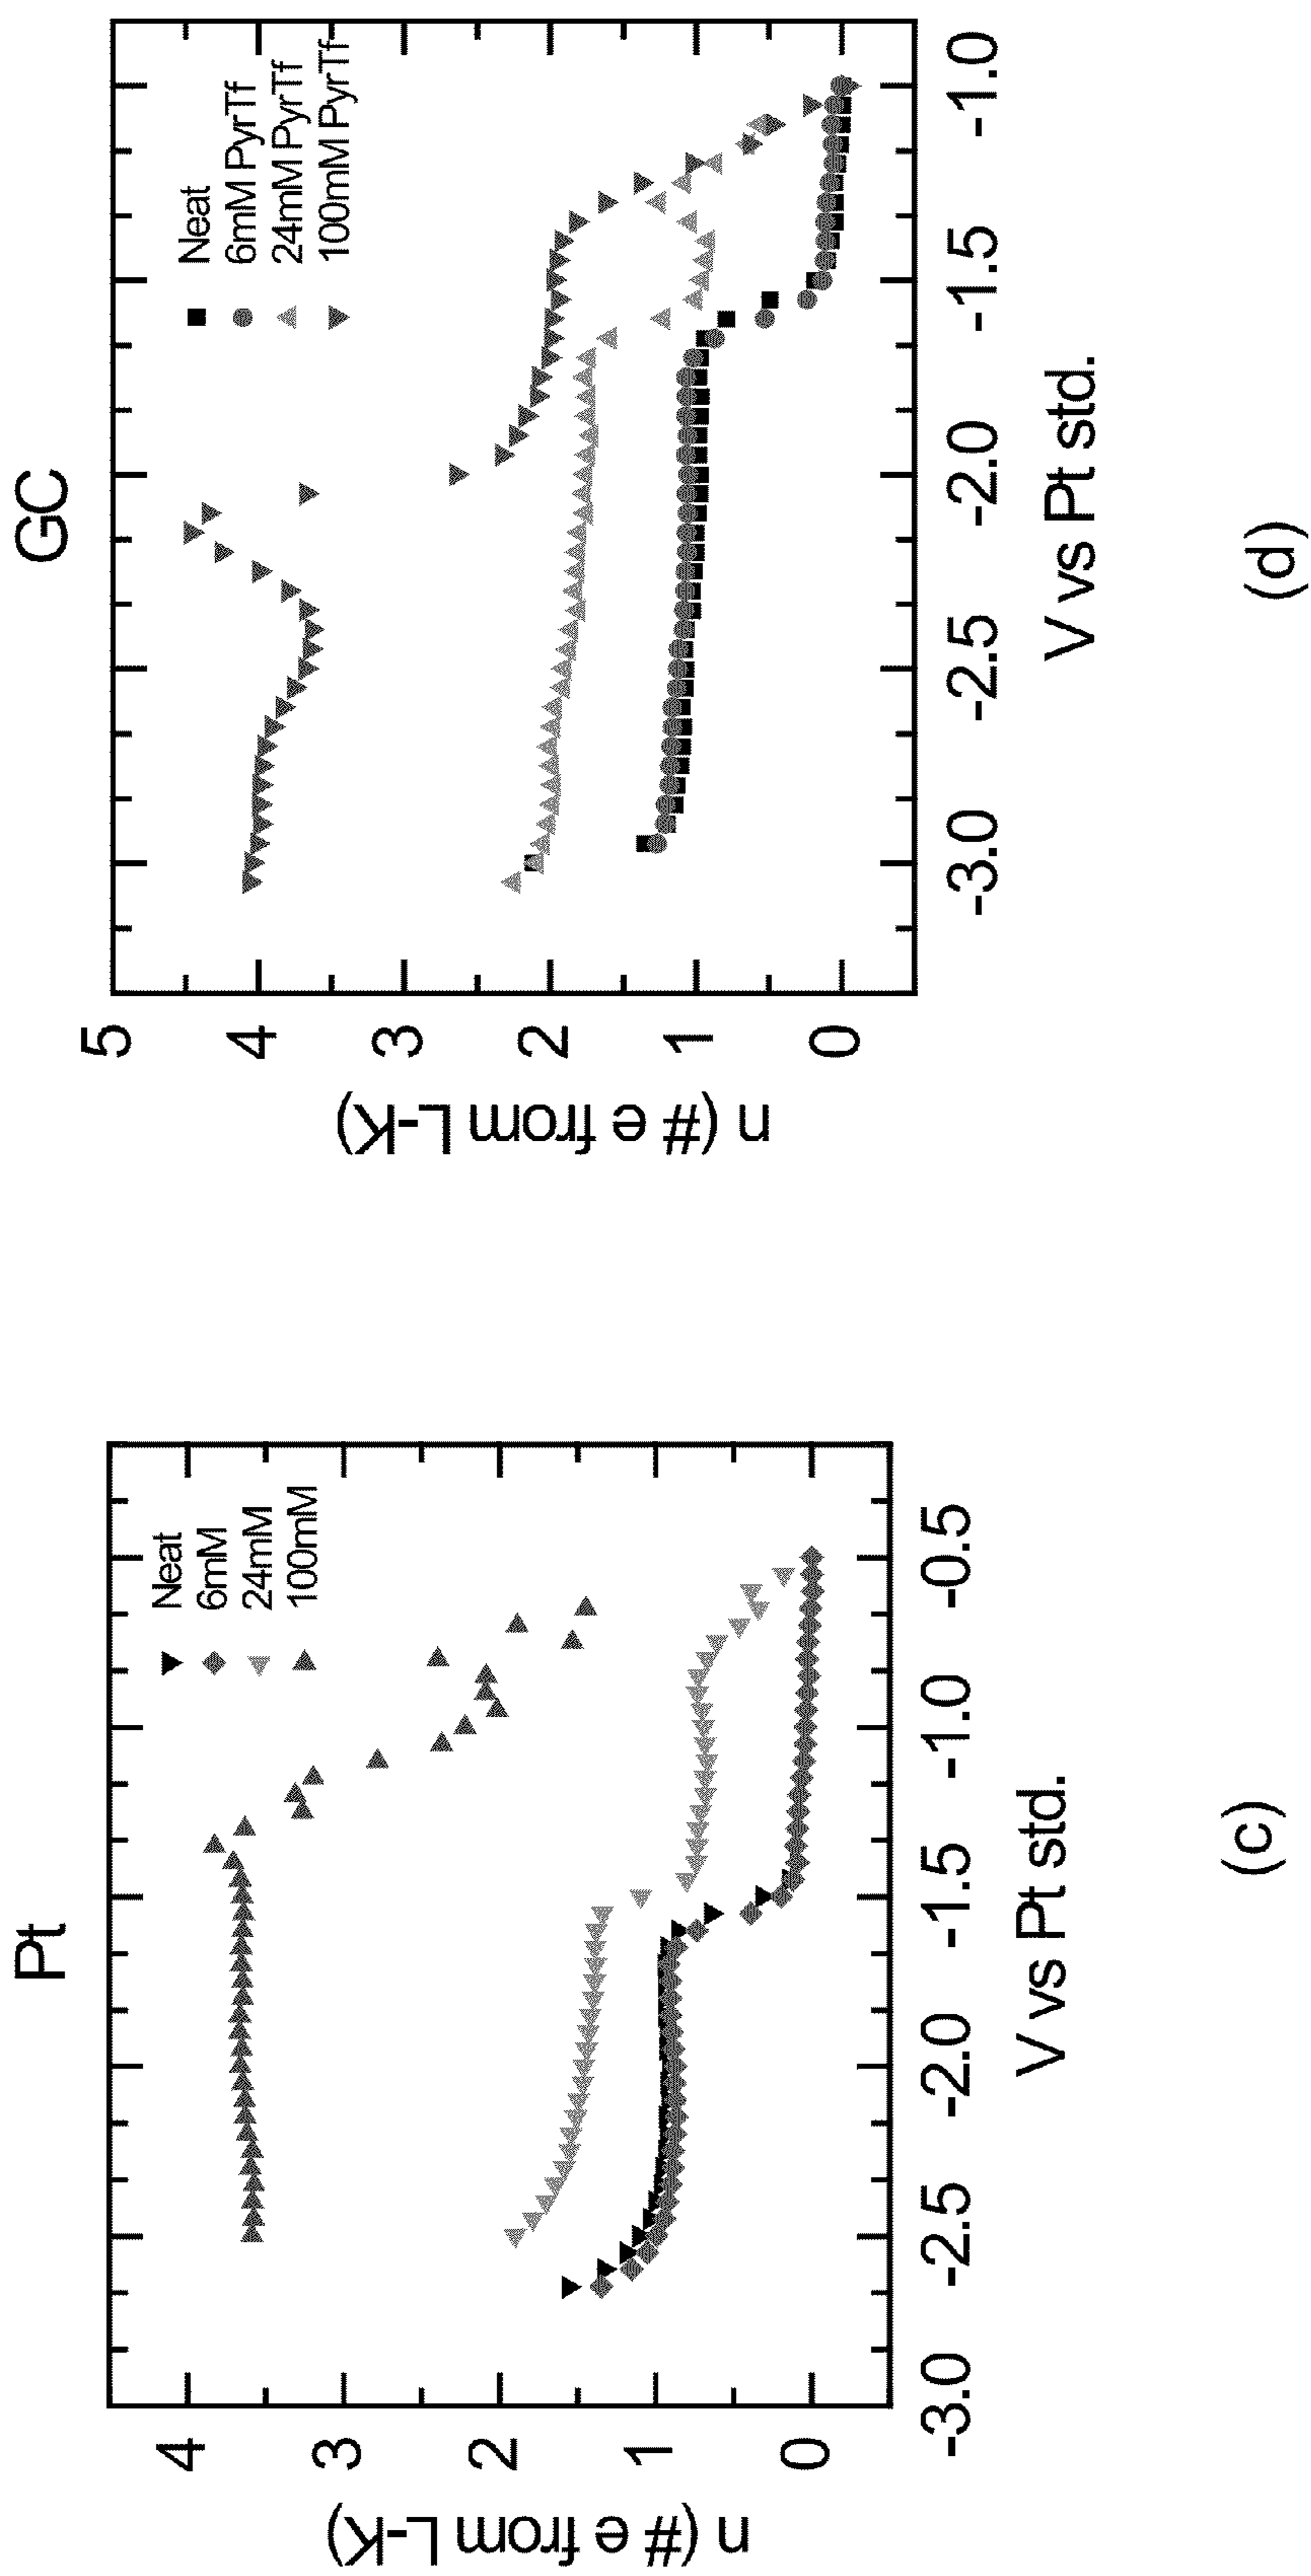 Pt
n (# e from L-K)
4
3
2
1
0
Neat
6mM
24mM
100mM
-3.0
-2.5
-2.0
-1.5
-1.0
-0.5
V vs Pt std.
(c)
GC
n (# e from L-K)
5
4
3
2
1
0
Neat
6mM PyrTf
24mM PyrTf
100mM PyrTf
-3.0
-2.5
-2.0
-1.5
-1.0
V vs Pt std.
(d)